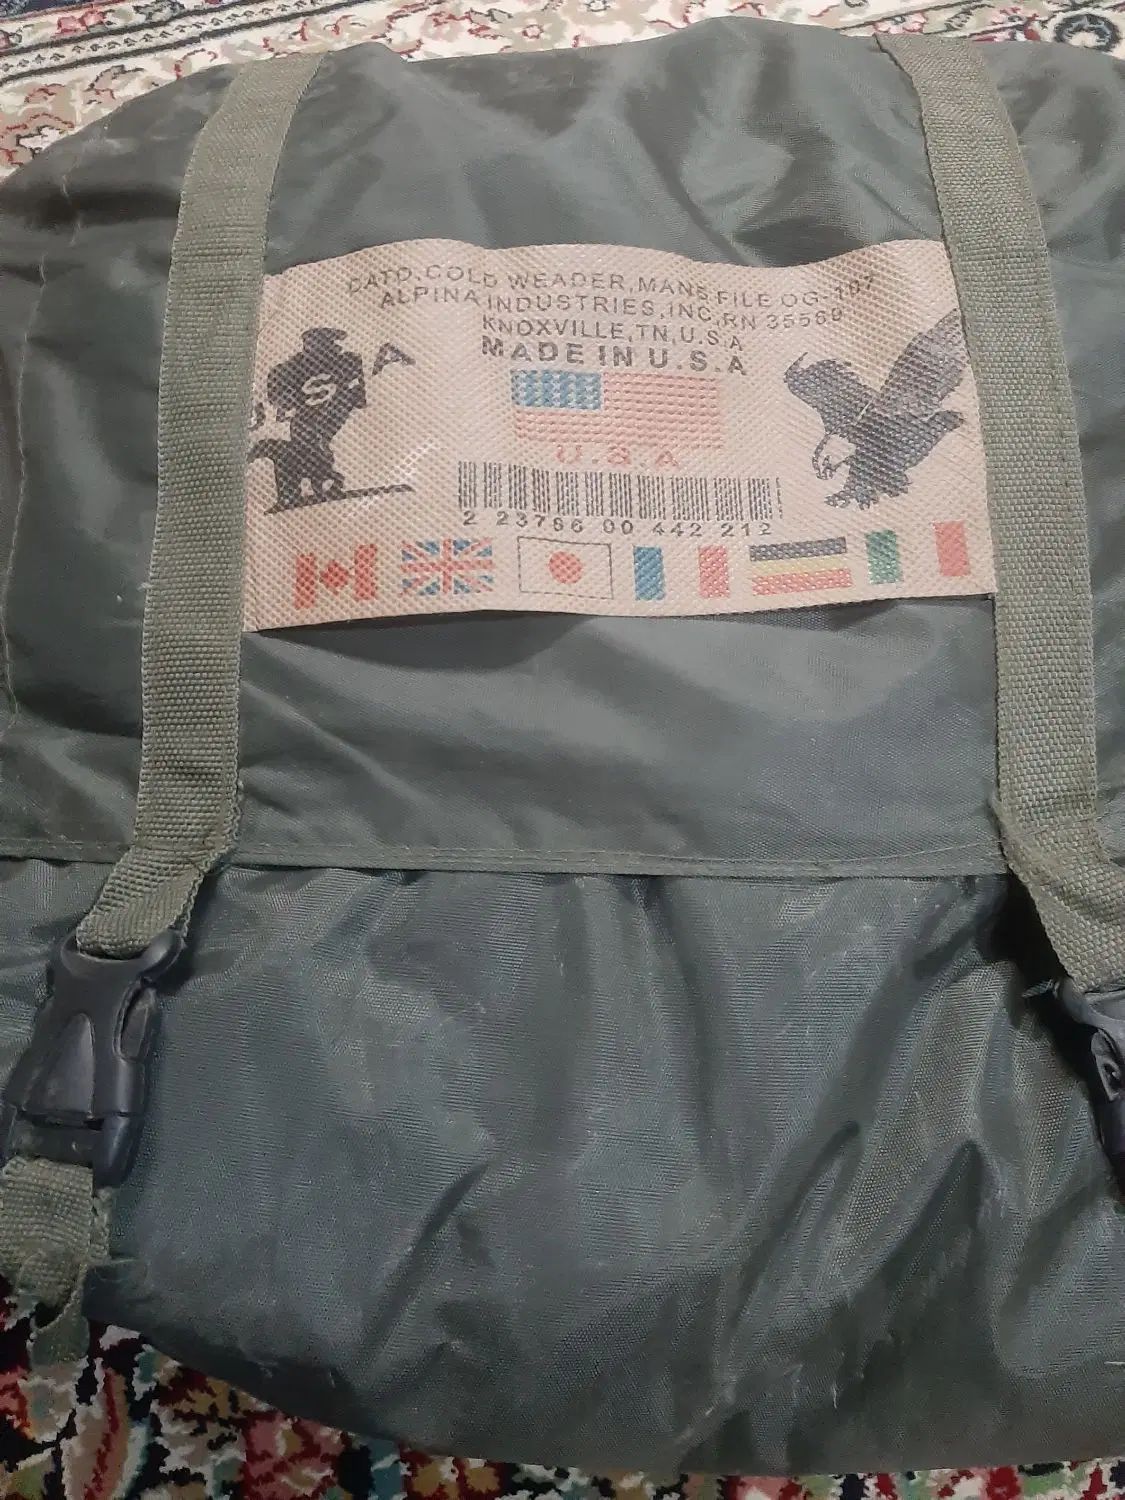 DATO.COLD WEADER,MANS FILE OG-107
ALPINA INDUSTRIES,INC,RN 35569
KNOXVILLE,TN,U.S.A
MADE IN U.S.A
S A
U.S.A
2 23786 00 442 212